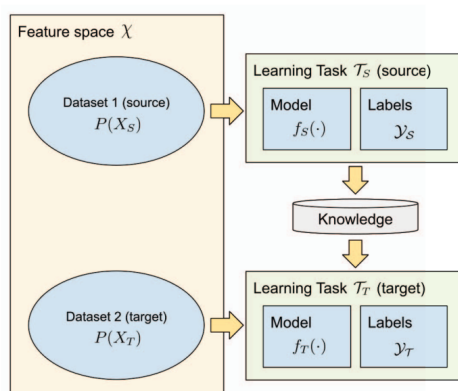 Feature space χ
Dataset 1 (source)
P(X_S)
Learning Task 𝒯_S (source)
Model
f_S(·)
Labels
𝒴_𝒮
Knowledge
Dataset 2 (target)
P(X_T)
Learning Task 𝒯_T (target)
Model
f_T(·)
Labels
𝒴_𝒯